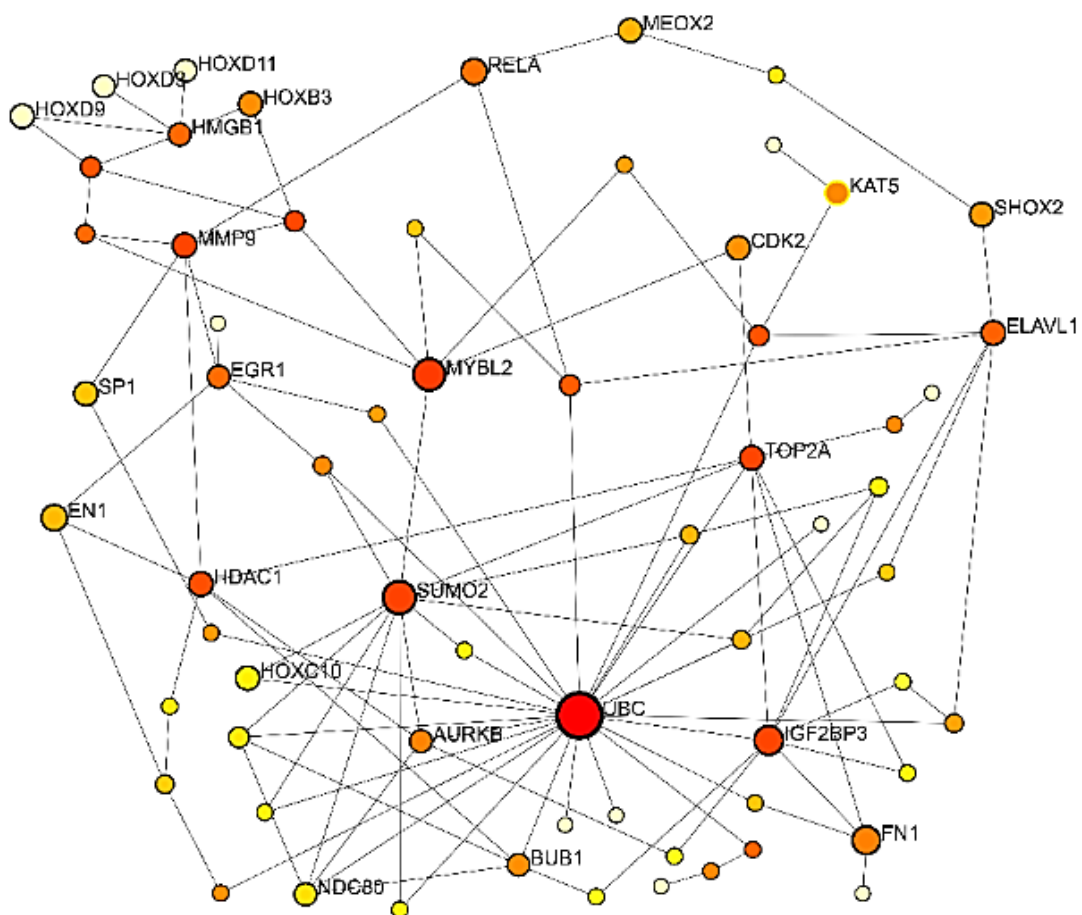 MEOX2
RELA
HOXD11
HOXD3
HOXB3
HOXD9
HMGB1
KAT5
SHOX2
MMP9
CDK2
ELAVL1
MYBL2
EGR1
SP1
TOP2A
EN1
HDAC1
SUMO2
HOXC10
UBC
AURKB
IGF2BP3
FN1
BUB1
NDC80